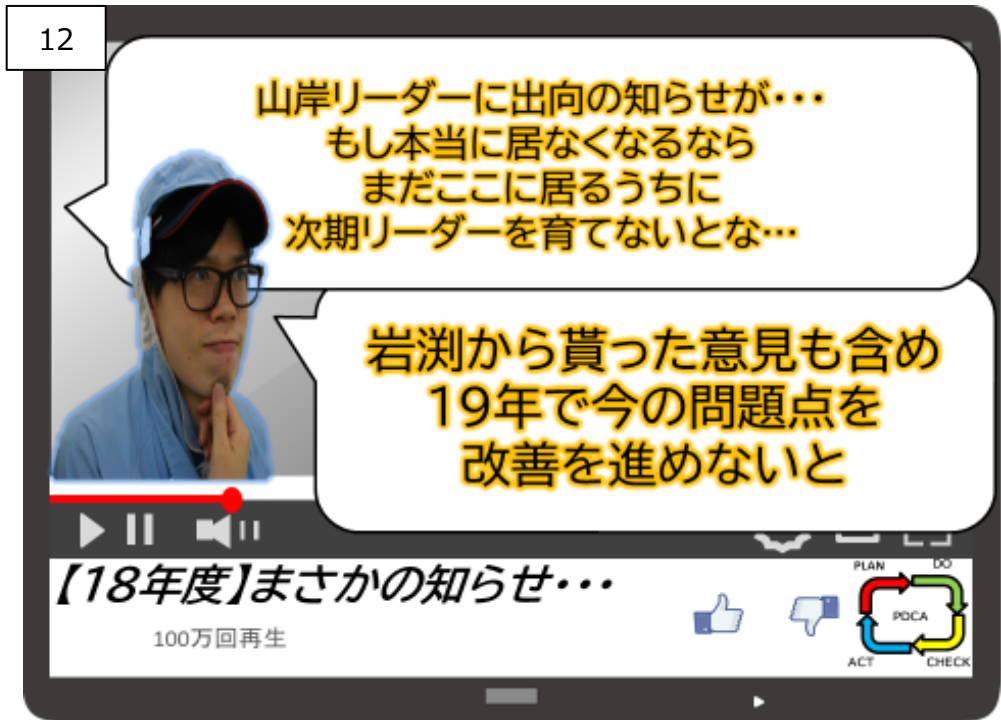 12
山岸リーダーに出向の知らせが・・・
もし本当に居なくなるなら
まだここに居るうちに
次期リーダーを育てないとな…
岩渕から貰った意見も含め
19年で今の問題点を
改善を進めないと
【18年度】まさかの知らせ・・・
100万回再生
PLAN
DO
PDCA
ACT
CHECK